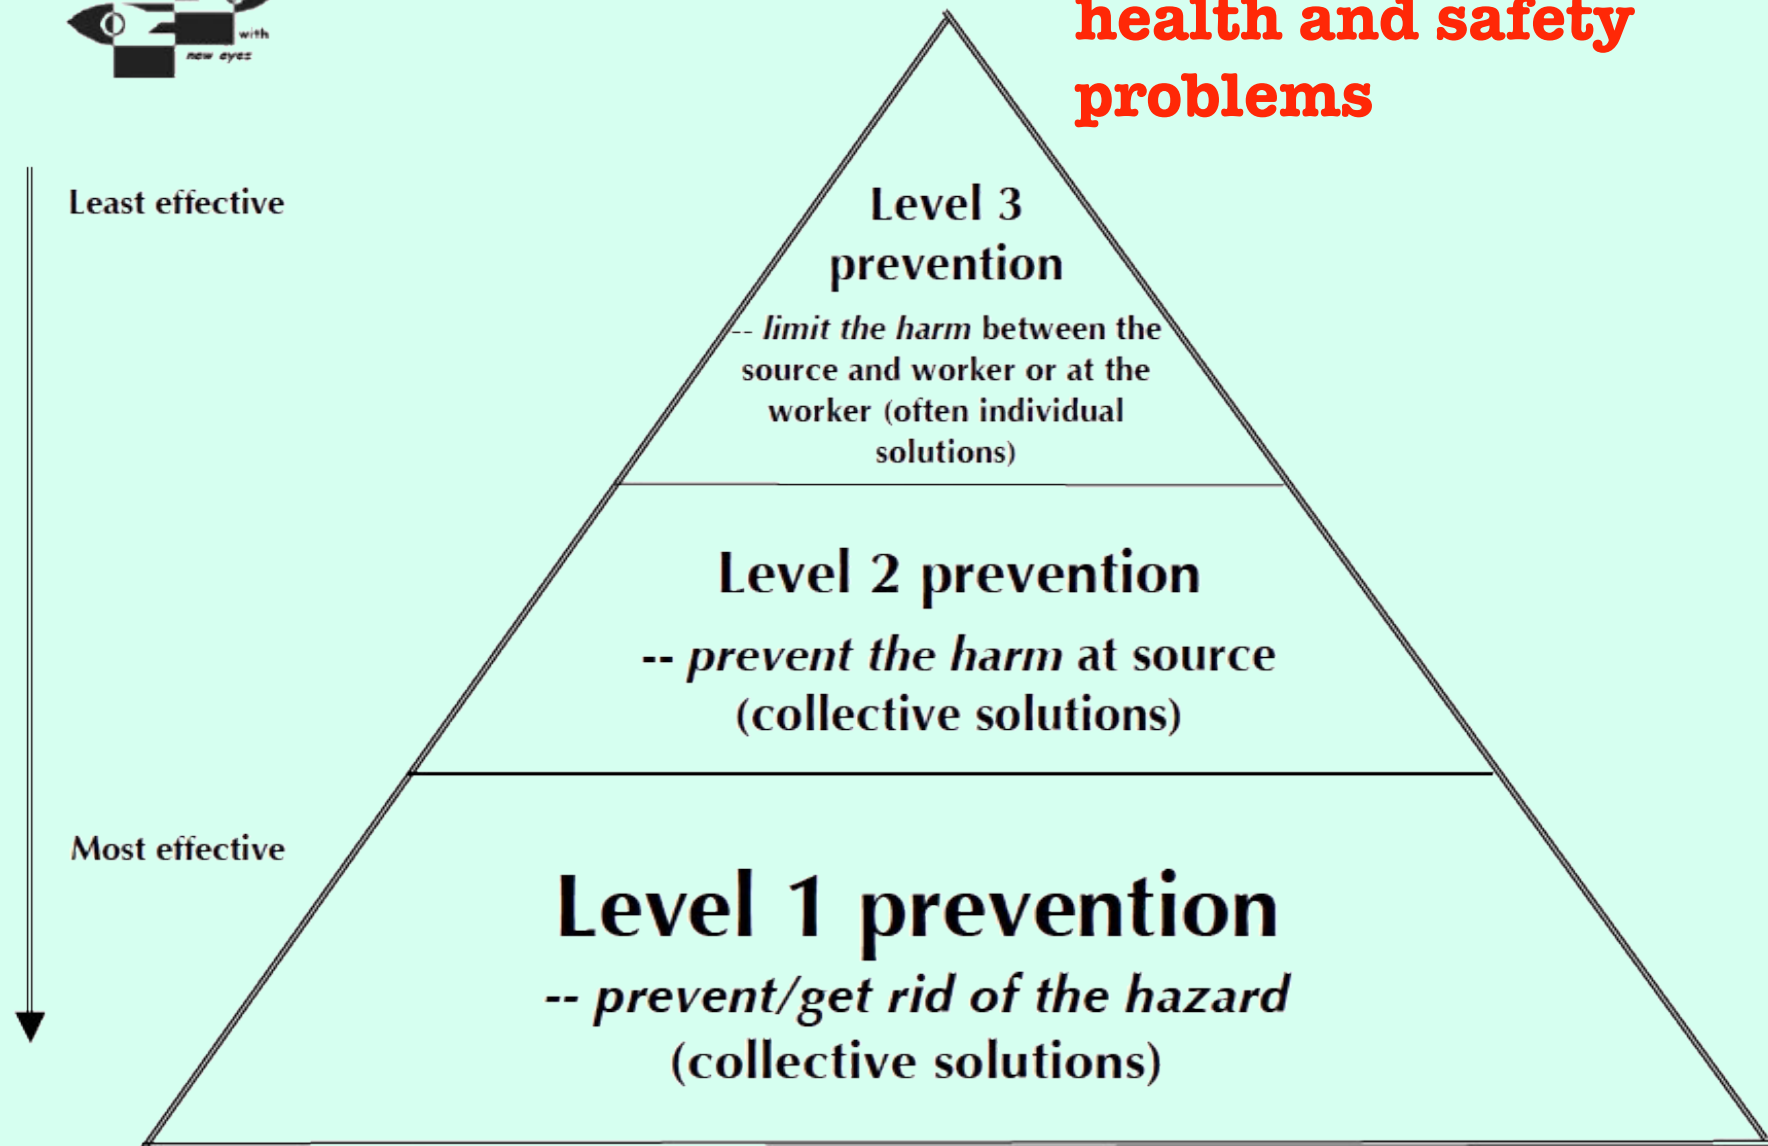 with
new eyes
health and safety
problems
Least effective
Level 3
prevention
-- limit the harm between the
source and worker or at the
worker (often individual
solutions)
Level 2 prevention
-- prevent the harm at source
(collective solutions)
Most effective
Level 1 prevention
-- prevent/get rid of the hazard
(collective solutions)